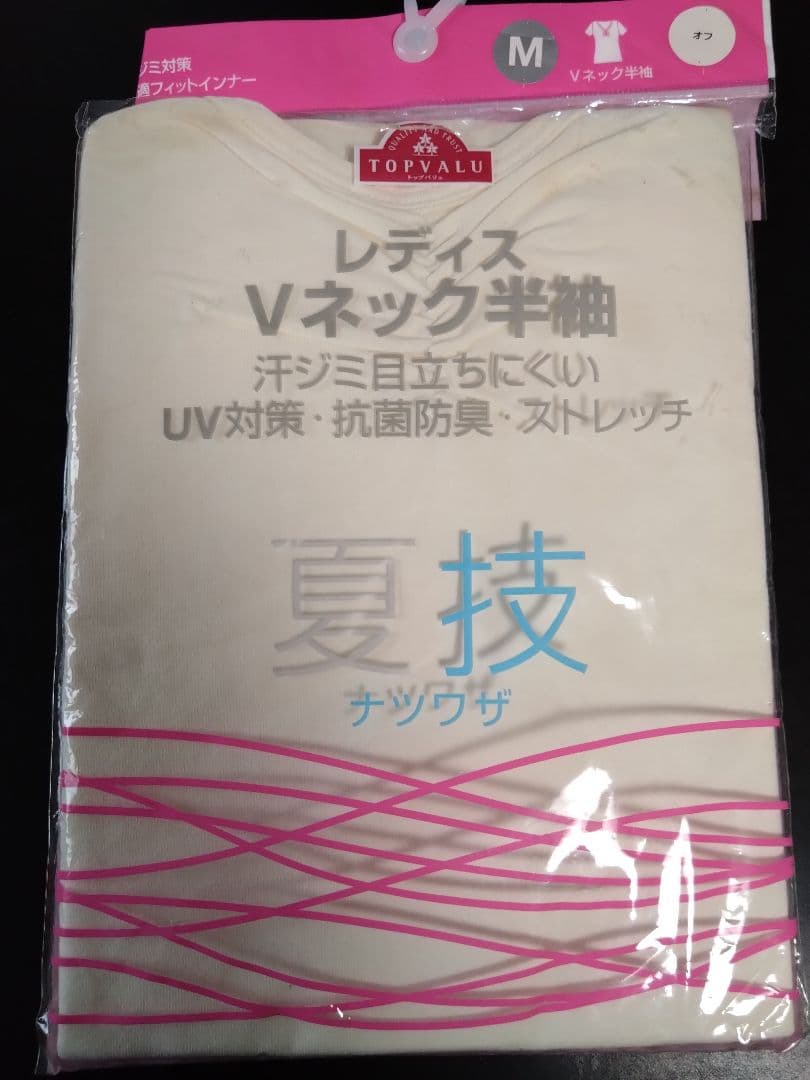 ジミ対策
適フィットインナー
M
Vネック半袖
オフ
QUALITY AND TRUST
TOPVALU
トップバリュ
レディス
Vネック半袖
汗ジミ目立ちにくい
UV対策・抗菌防臭・ストレッチ
夏技
ナツワザ